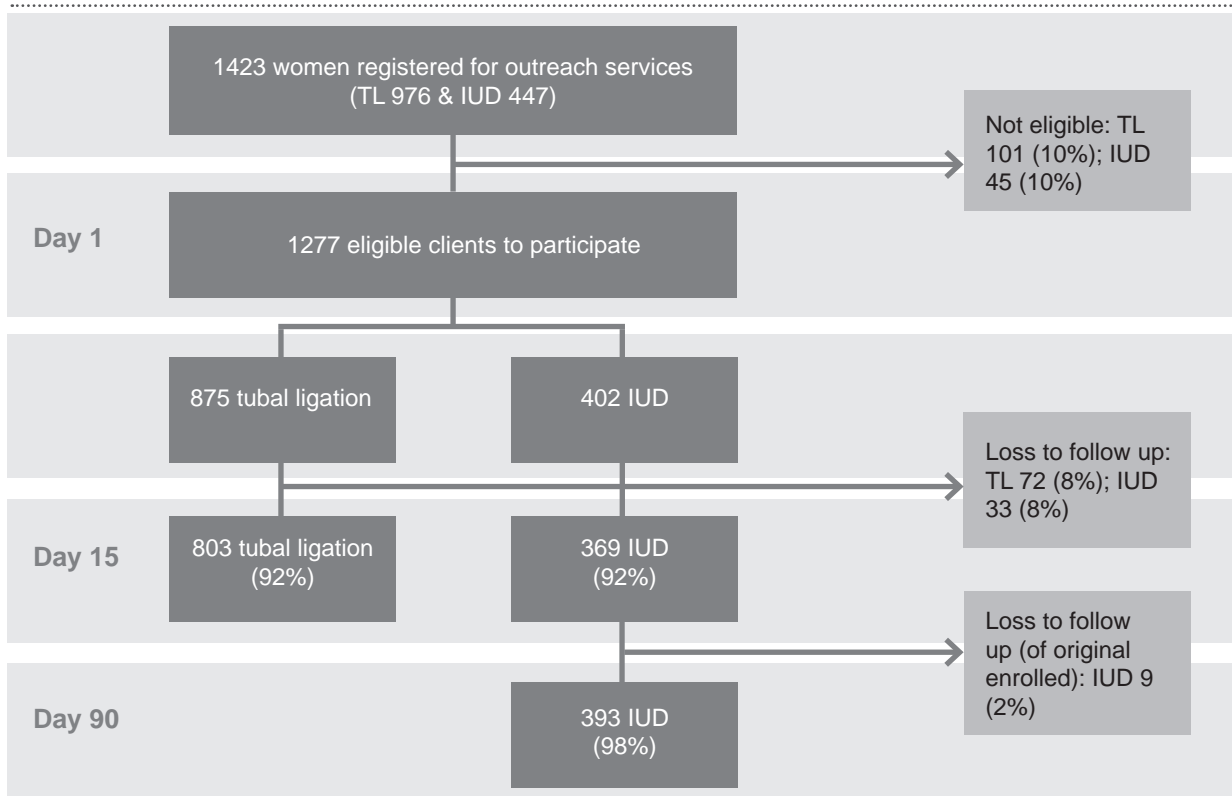 1423 women registered for outreach services
(TL 976 & IUD 447)
Not eligible: TL
101 (10%); IUD
45 (10%)
Day 1
1277 eligible clients to participate
875 tubal ligation
402 IUD
Loss to follow up:
TL 72 (8%); IUD
33 (8%)
Day 15
803 tubal ligation
(92%)
369 IUD
(92%)
Loss to follow
up (of original
enrolled): IUD 9
(2%)
Day 90
393 IUD
(98%)